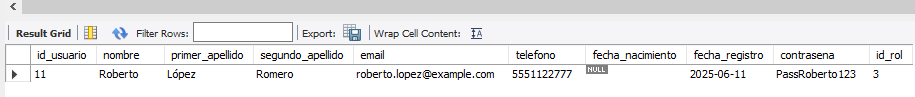 Result Grid Filter Rows: Export: Wrap Cell Content:
id_usuario nombre primer_apellido segundo_apellido email telefono fecha_nacimiento fecha_registro contrasena id_rol
11 Roberto López Romero roberto.lopez@example.com 5551122777 NULL 2025-06-11 PassRoberto123 3